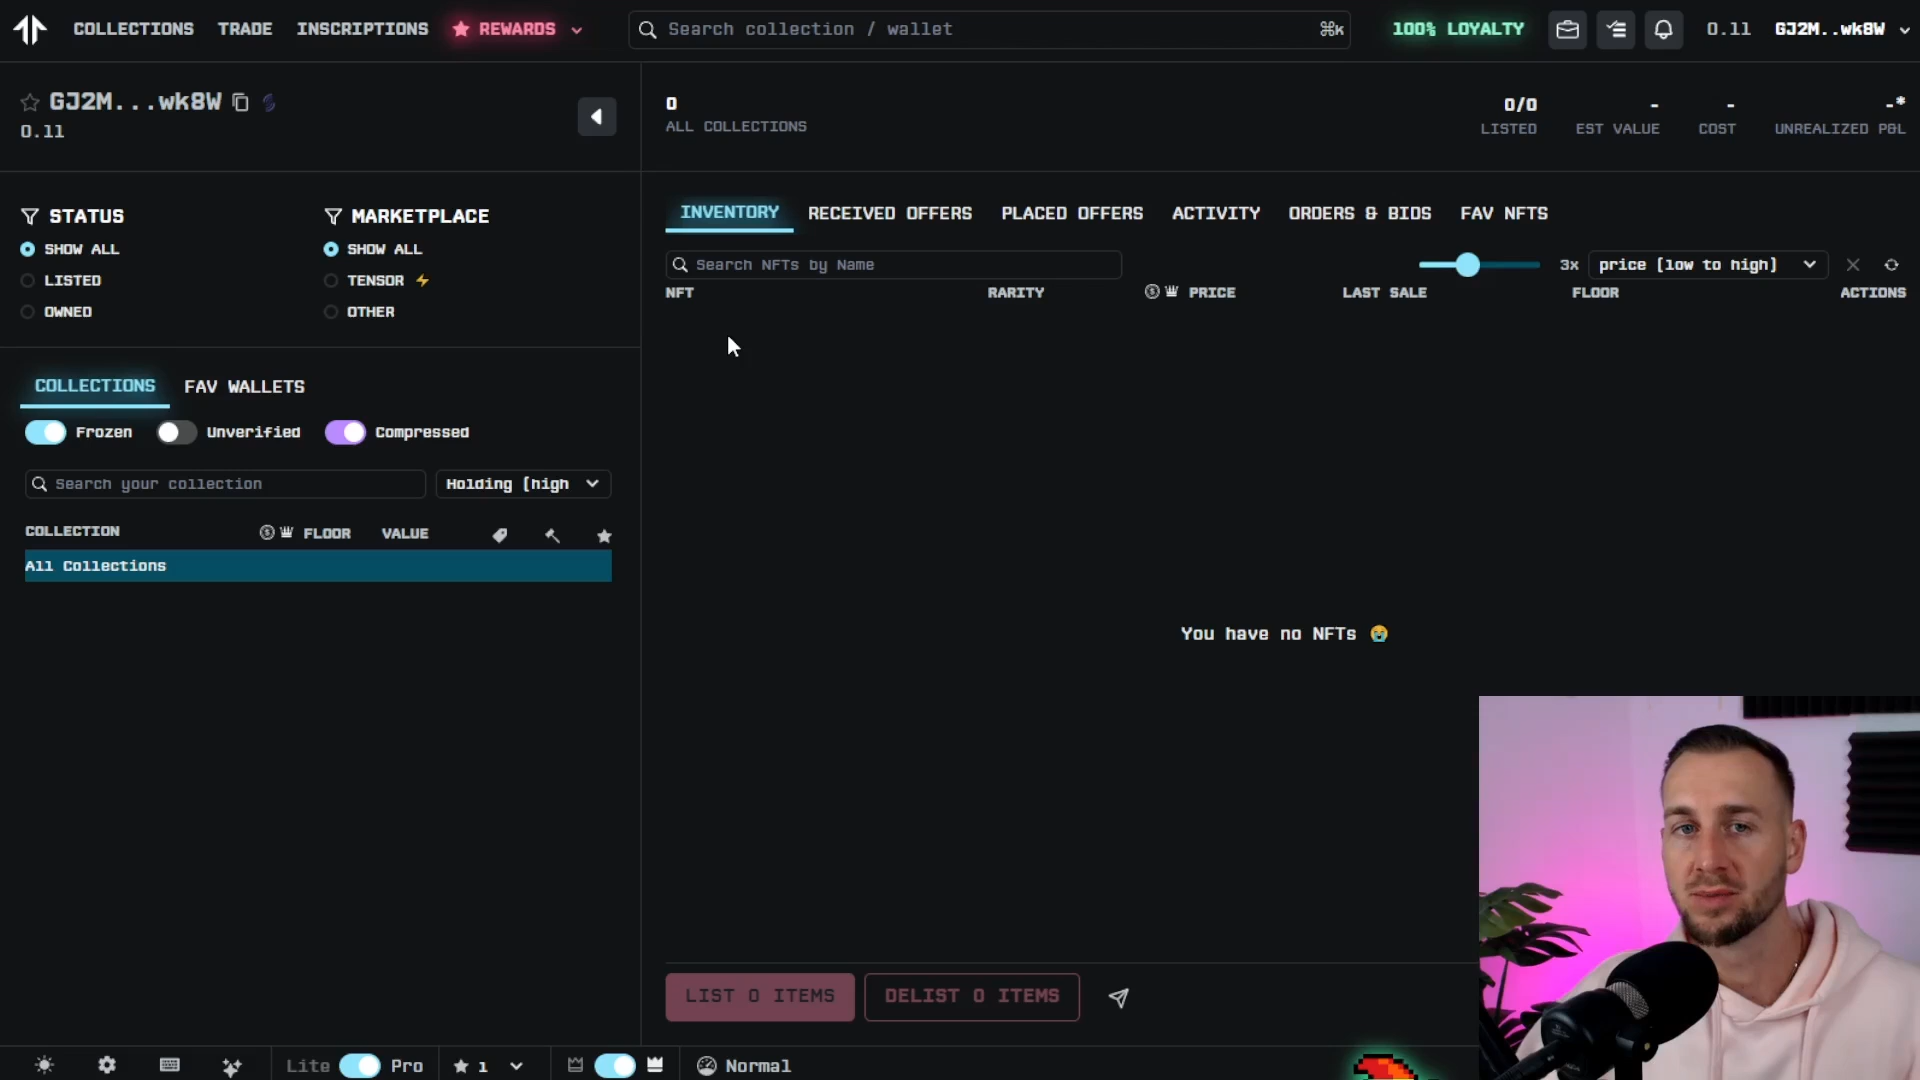 COLLECTIONS TRADE INSCRIPTIONS REWARDS Search collection / wallet ⌘K 100% LOYALTY 0.11 GJ2M..wk8W
GJ2M...wk8W
0.11
0
ALL COLLECTIONS
0/0 - - -*
LISTED EST VALUE COST UNREALIZED P&L
STATUS MARKETPLACE
SHOW ALL SHOW ALL
LISTED TENSOR ⚡
OWNED OTHER
INVENTORY RECEIVED OFFERS PLACED OFFERS ACTIVITY ORDERS & BIDS FAV NFTS
Search NFTs by Name 3x price [low to high]
NFT RARITY PRICE LAST SALE FLOOR ACTIONS
COLLECTIONS FAV WALLETS
Frozen Unverified Compressed
Search your collection Holding [high
COLLECTION FLOOR VALUE
All Collections
You have no NFTs 😭
LIST 0 ITEMS DELIST 0 ITEMS
Lite Pro 1 Normal